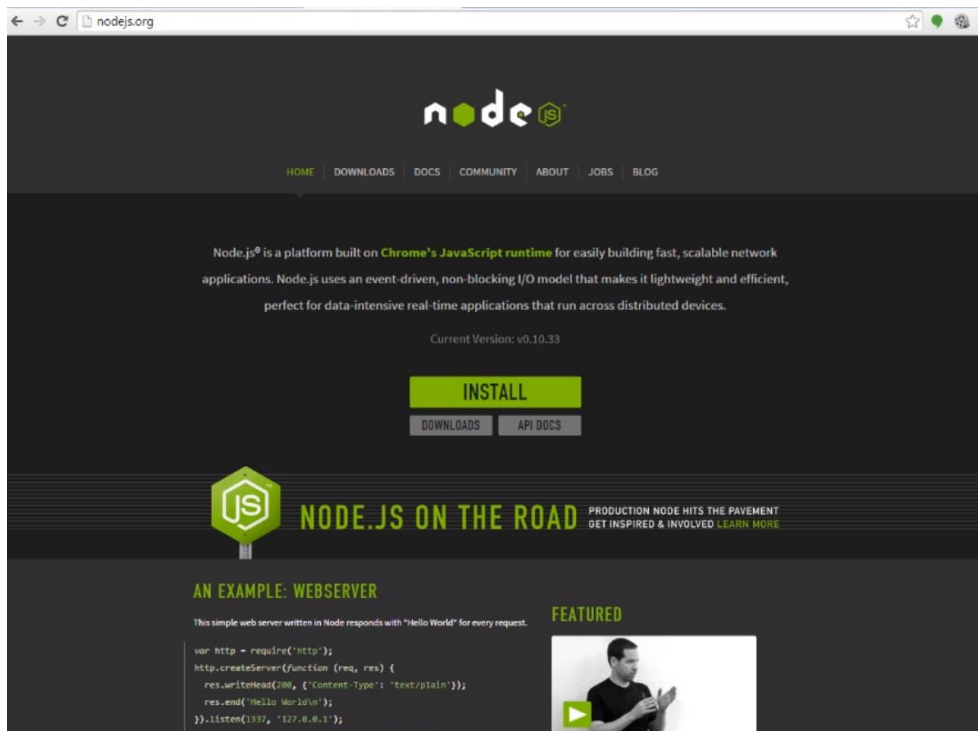 nodejs.org
node JS
HOME DOWNLOADS DOCS COMMUNITY ABOUT JOBS BLOG
Node.js® is a platform built on Chrome's JavaScript runtime for easily building fast, scalable network
applications. Node.js uses an event-driven, non-blocking I/O model that makes it lightweight and efficient,
perfect for data-intensive real-time applications that run across distributed devices.
Current Version: v0.10.33
INSTALL
DOWNLOADS API DOCS
JS
NODE.JS ON THE ROAD
PRODUCTION NODE HITS THE PAVEMENT
GET INSPIRED & INVOLVED LEARN MORE
AN EXAMPLE: WEBSERVER
This simple web server written in Node responds with "Hello World" for every request.
var http = require('http');
http.createServer(function (req, res) {
  res.writeHead(200, {'Content-Type': 'text/plain'});
  res.end('Hello World\n');
}).listen(1337, '127.0.0.1');
FEATURED